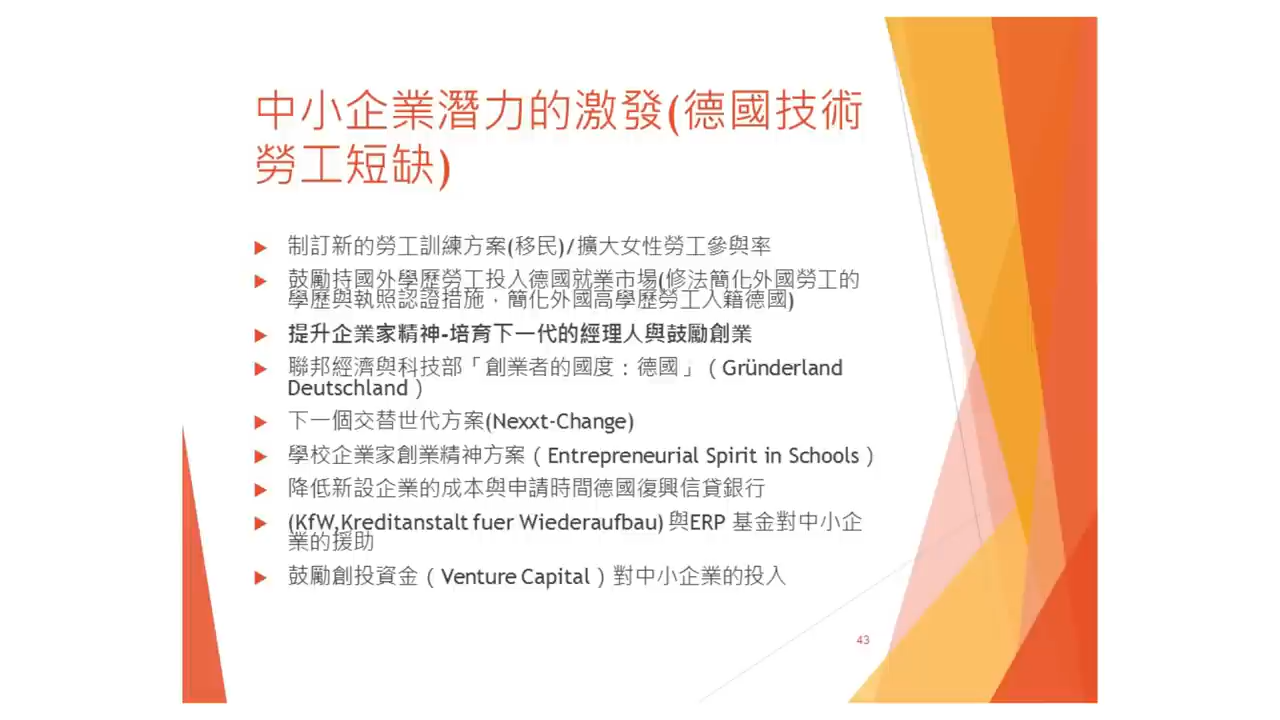 中小企業潛力的激發(德國技術
勞工短缺)
制訂新的勞工訓練方案(移民)/擴大女性勞工參與率
鼓勵持國外學歷勞工投入德國就業市場(修法簡化外國勞工的
學歷與執照認證措施，簡化外國高學歷勞工入籍德國)
提升企業家精神-培育下一代的經理人與鼓勵創業
聯邦經濟與科技部「創業者的國度：德國」（Gründerland
Deutschland）
下一個交替世代方案(Nexxt-Change)
學校企業家創業精神方案（Entrepreneurial Spirit in Schools）
降低新設企業的成本與申請時間德國復興信貸銀行
(KfW,Kreditanstalt fuer Wiederaufbau) 與ERP 基金對中小企
業的援助
鼓勵創投資金（Venture Capital）對中小企業的投入
43